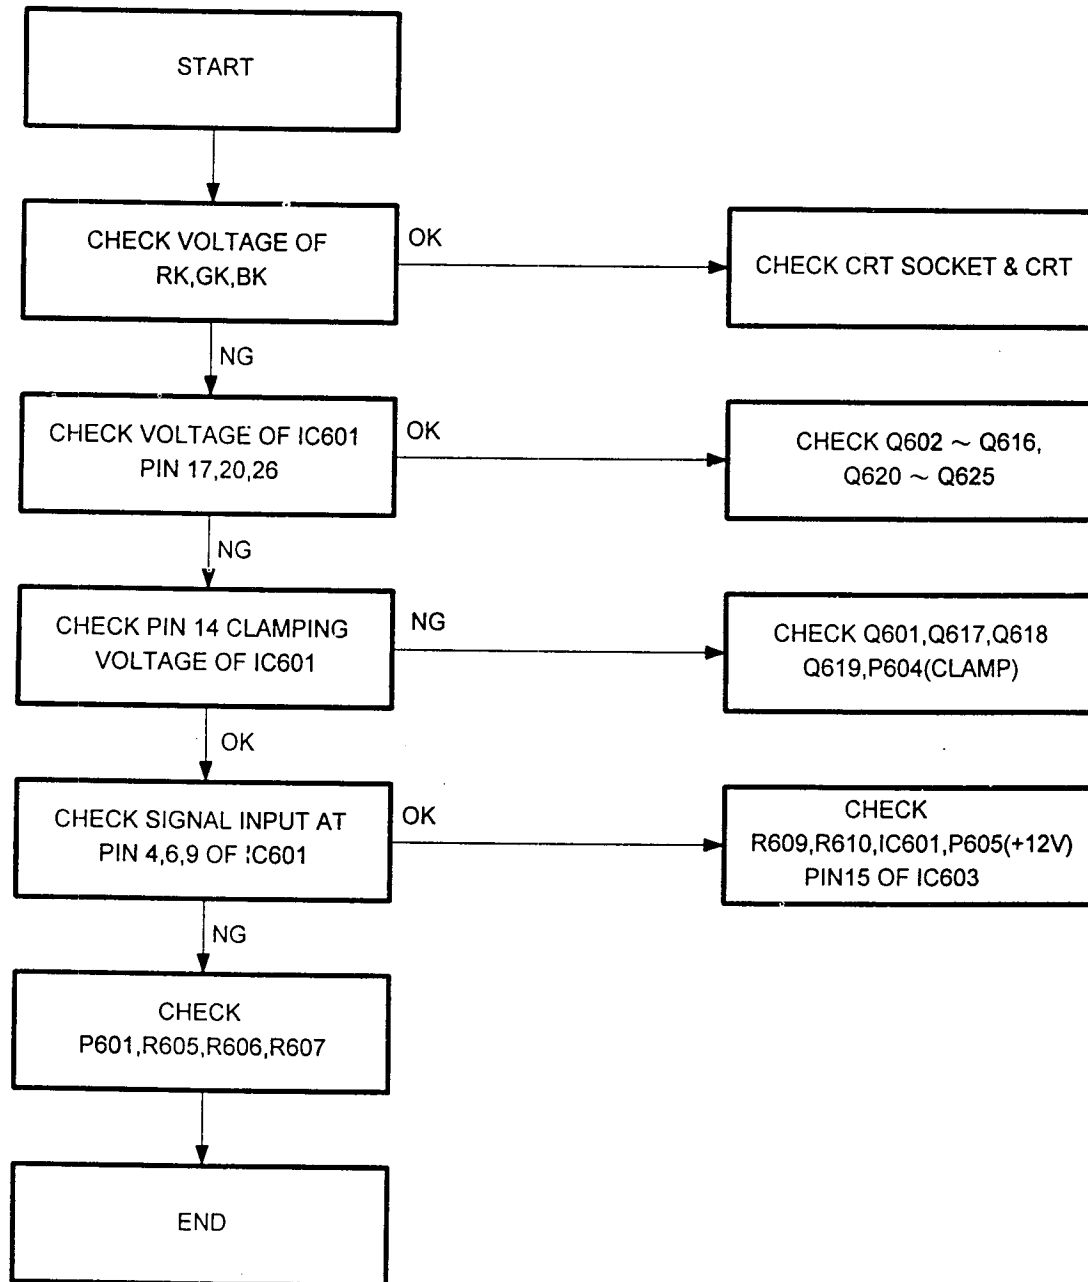 START
CHECK VOLTAGE OF
RK,GK,BK
OK
CHECK CRT SOCKET & CRT
NG
CHECK VOLTAGE OF IC601
PIN 17,20,26
OK
CHECK Q602 ～ Q616,
Q620 ～ Q625
NG
CHECK PIN 14 CLAMPING
VOLTAGE OF IC601
NG
CHECK Q601,Q617,Q618
Q619,P604(CLAMP)
OK
CHECK SIGNAL INPUT AT
PIN 4,6,9 OF IC601
OK
CHECK
R609,R610,IC601,P605(+12V)
PIN15 OF IC603
NG
CHECK
P601,R605,R606,R607
END